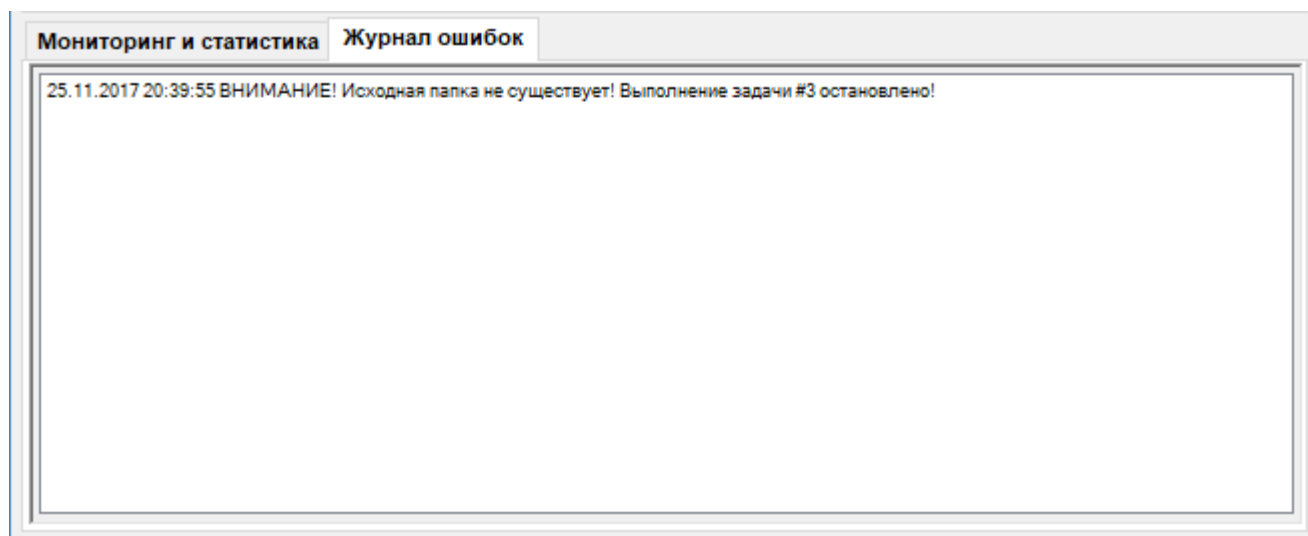 Мониторинг и статистика Журнал ошибок
25.11.2017 20:39:55 ВНИМАНИЕ! Исходная папка не существует! Выполнение задачи #3 остановлено!